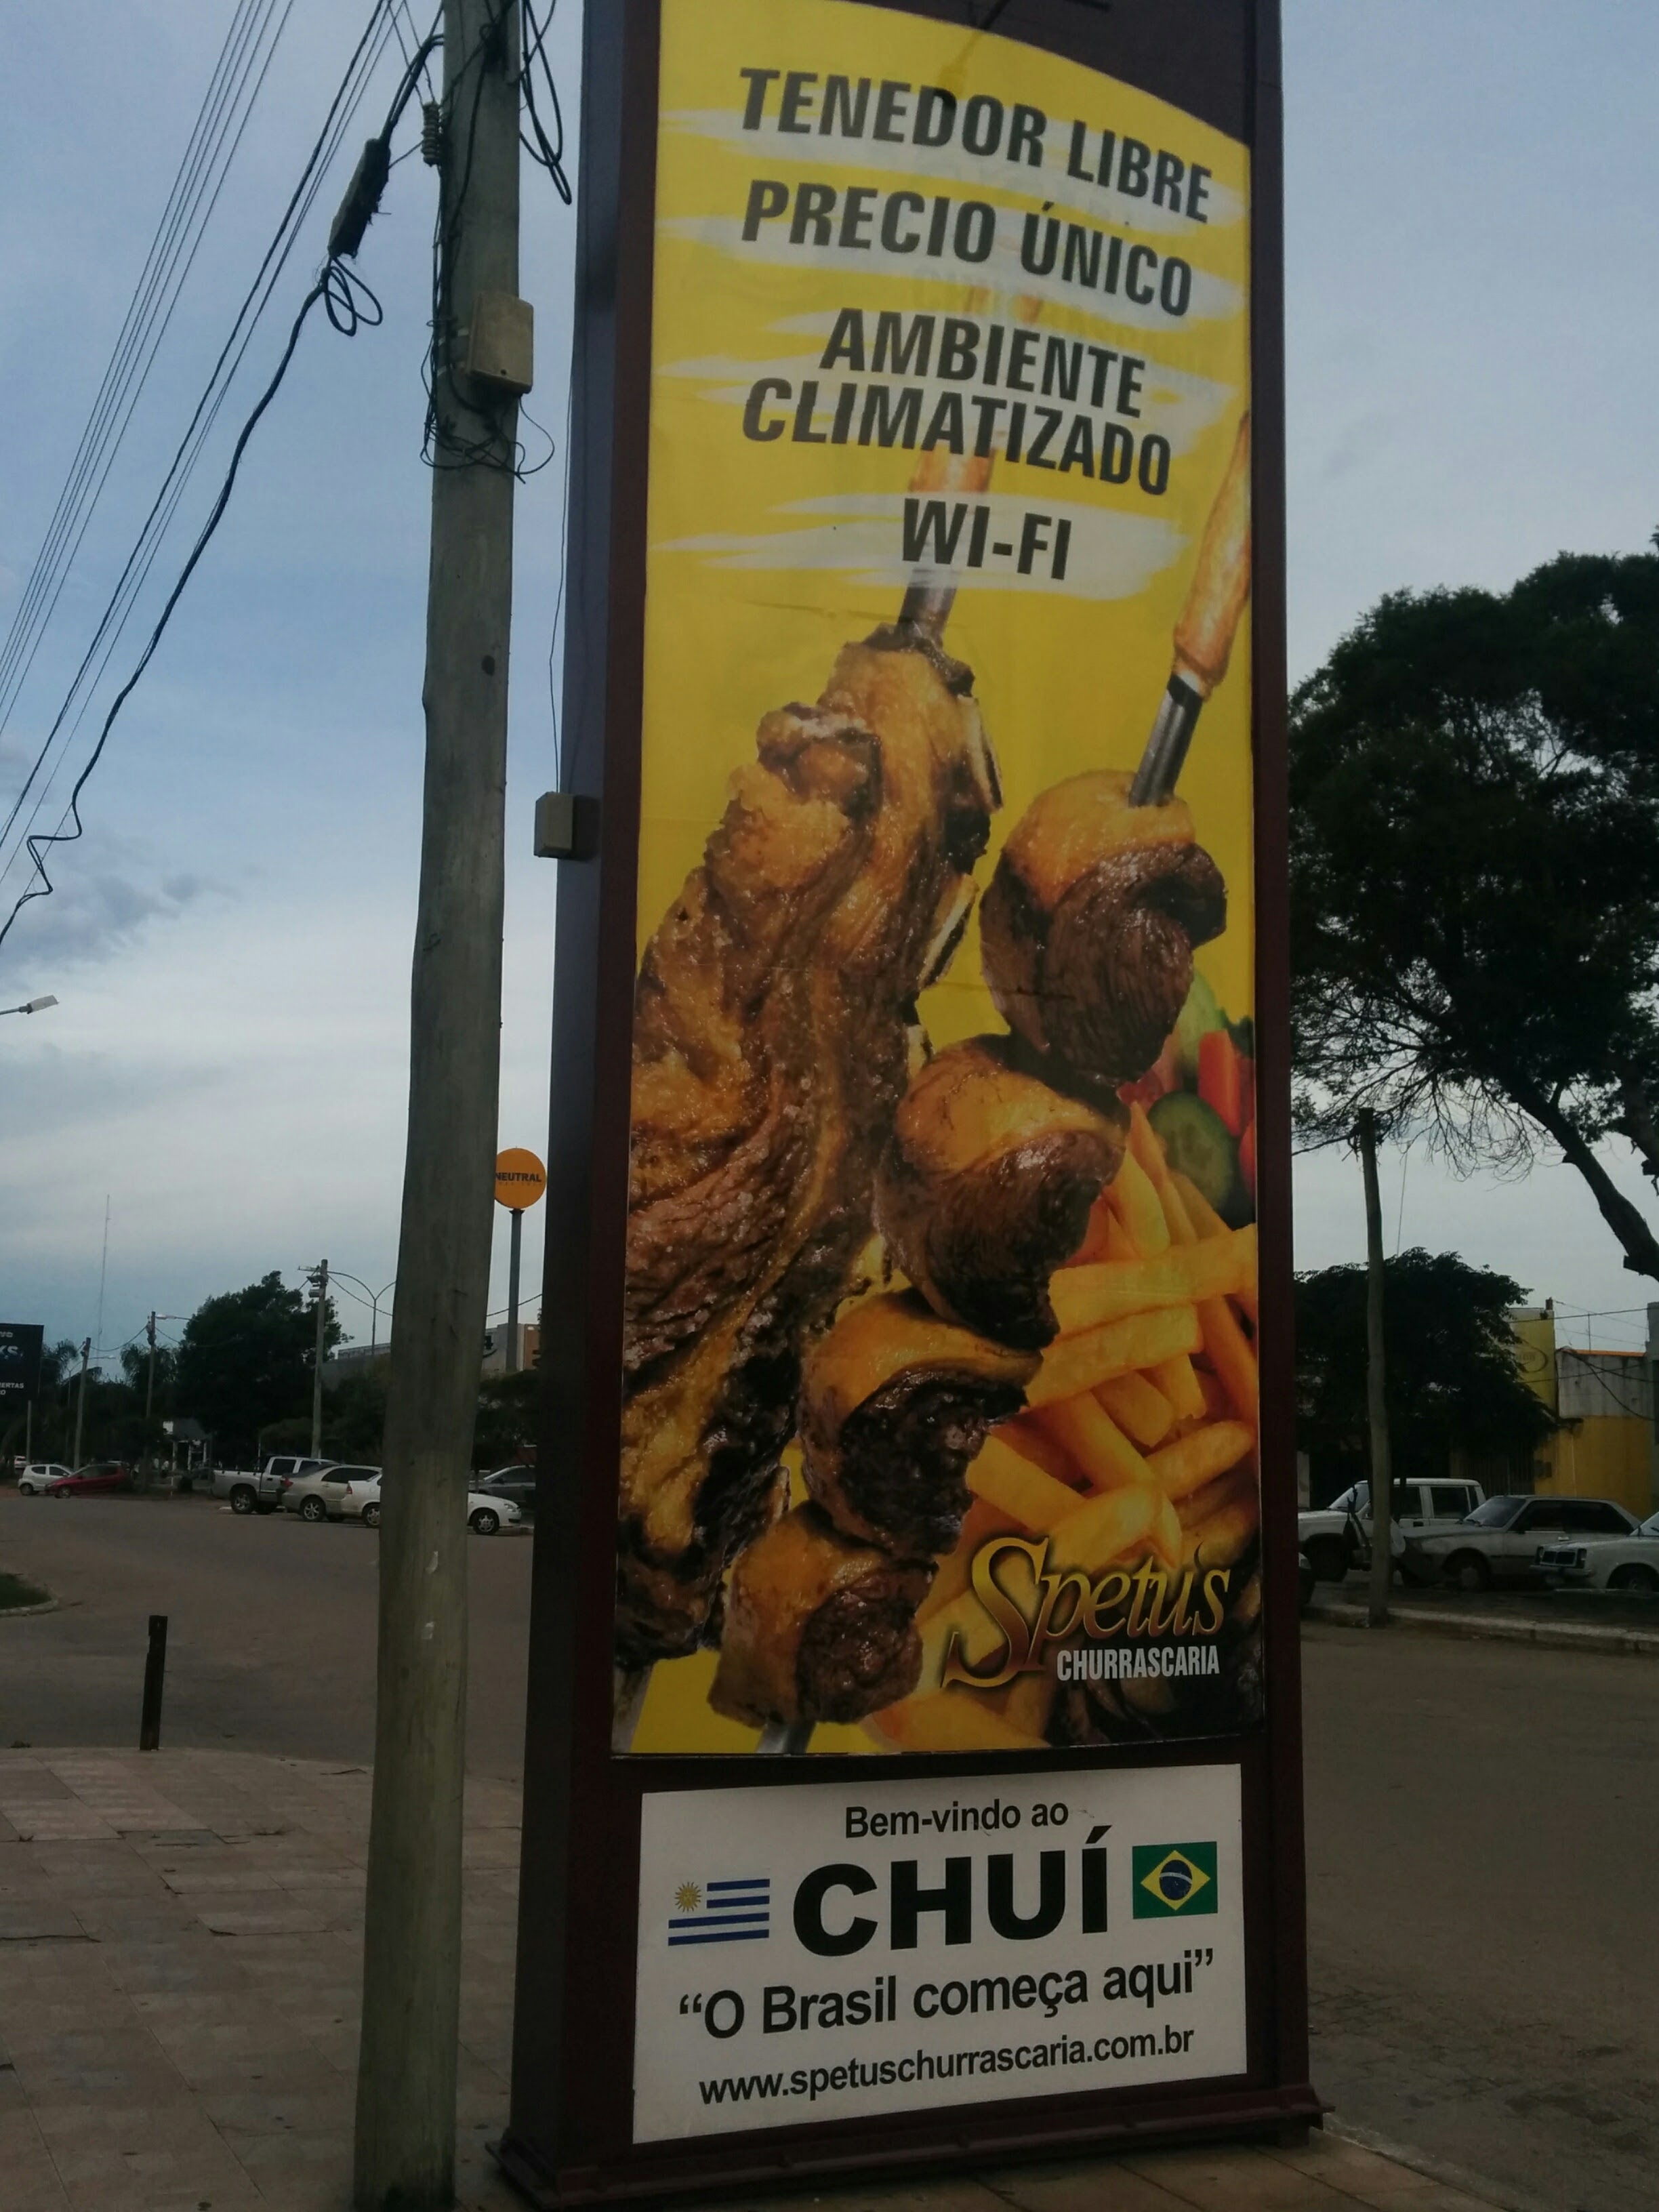 TENEDOR LIBRE
PRECIO ÚNICO
AMBIENTE
CLIMATIZADO
WI-FI
NEUTRAL
Spetus
CHURRASCARIA
Bem-vindo ao
CHUÍ
“O Brasil começa aqui”
www.spetuschurrascaria.com.br